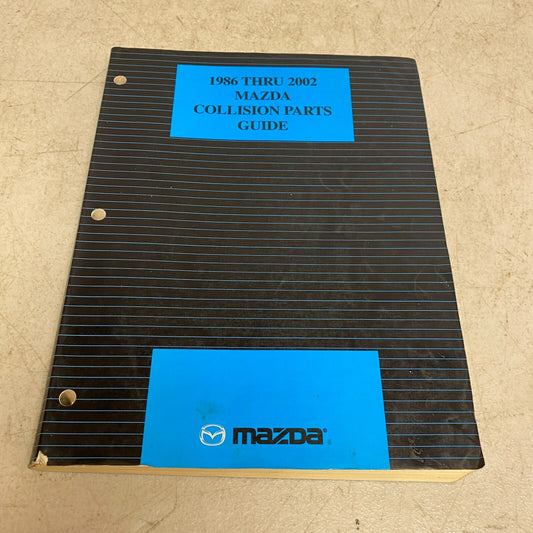 1986 THRU 2002
MAZDA
COLLISION PARTS
GUIDE
mazda